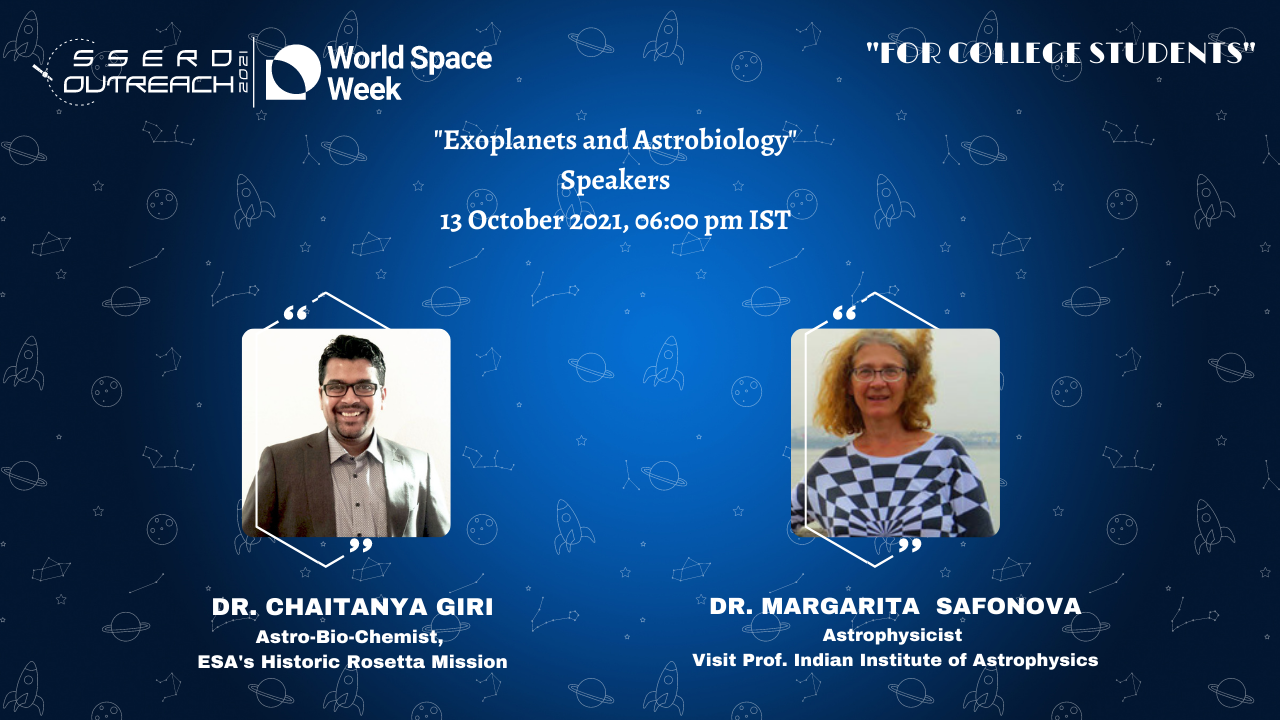 SSERD
OUTREACH 2021
World Space
Week
"FOR COLLEGE STUDENTS"
"Exoplanets and Astrobiology"
Speakers
13 October 2021, 06:00 pm IST
“
”
“
”
DR. CHAITANYA GIRI
Astro-Bio-Chemist,
ESA's Historic Rosetta Mission
DR. MARGARITA SAFONOVA
Astrophysicist
Visit Prof. Indian Institute of Astrophysics